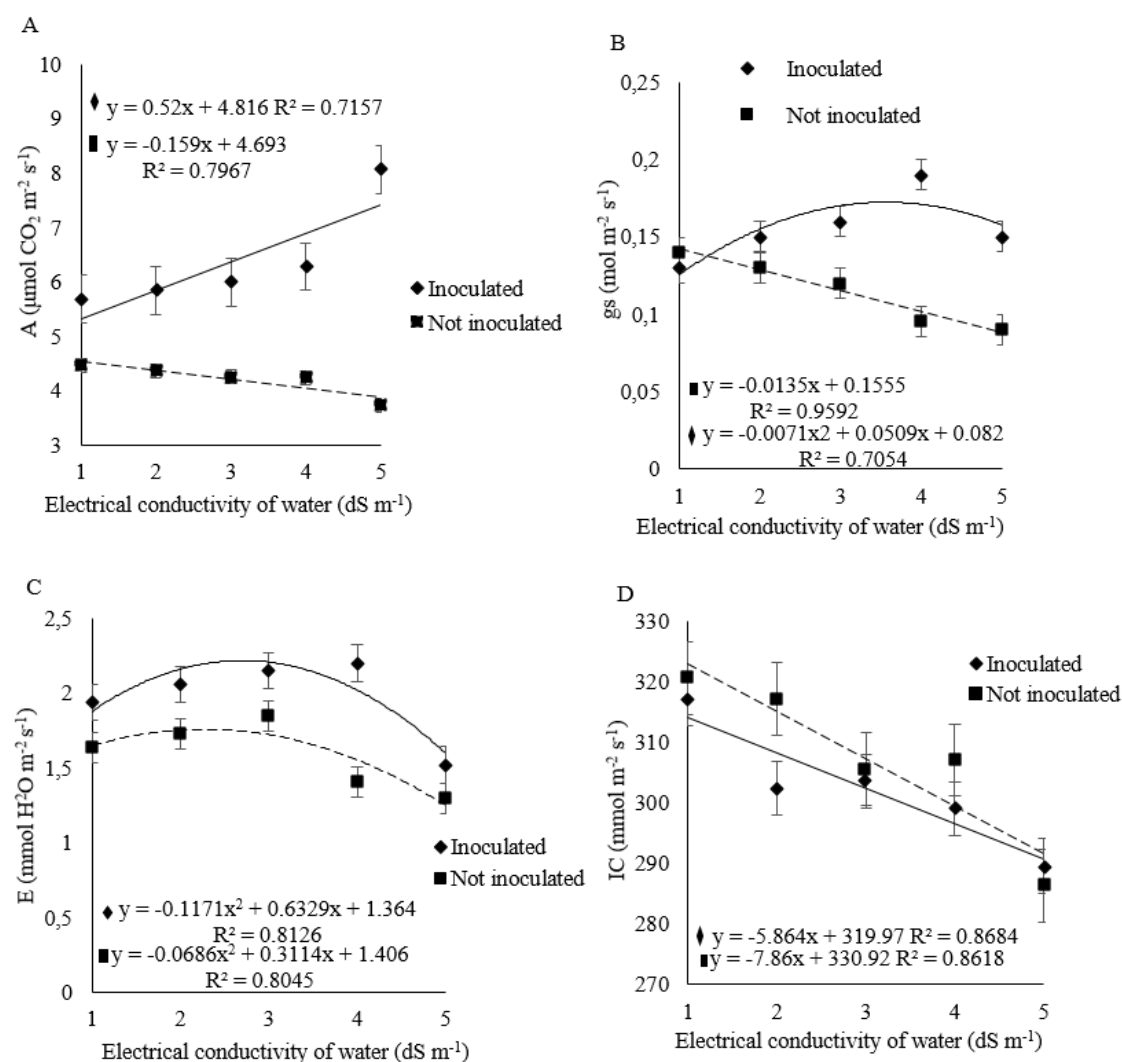 A
10
9
8
7
6
5
4
3
A (µmol CO₂ m⁻² s⁻¹)
y = 0.52x + 4.816 R² = 0.7157
y = -0.159x + 4.693
R² = 0.7967
Inoculated
Not inoculated
1 2 3 4 5
Electrical conductivity of water (dS m⁻¹)
B
Inoculated
Not inoculated
0,25
0,2
0,15
0,1
0,05
0
gs (mol m⁻² s⁻¹)
y = -0.0135x + 0.1555
R² = 0.9592
y = -0.0071x2 + 0.0509x + 0.082
R² = 0.7054
1 2 3 4 5
Electrical conductivity of water (dS m⁻¹)
C
2,5
2
1,5
1
0,5
0
E (mmol H²O m⁻² s⁻¹)
Inoculated
Not inoculated
y = -0.1171x² + 0.6329x + 1.364
R² = 0.8126
y = -0.0686x² + 0.3114x + 1.406
R² = 0.8045
1 2 3 4 5
Electrical conductivity of water (dS m⁻¹)
D
330
320
310
300
290
280
270
IC (mmol m⁻² s⁻¹)
Inoculated
Not inoculated
y = -5.864x + 319.97 R² = 0.8684
y = -7.86x + 330.92 R² = 0.8618
1 2 3 4 5
Electrical conductivity of water (dS m⁻¹)